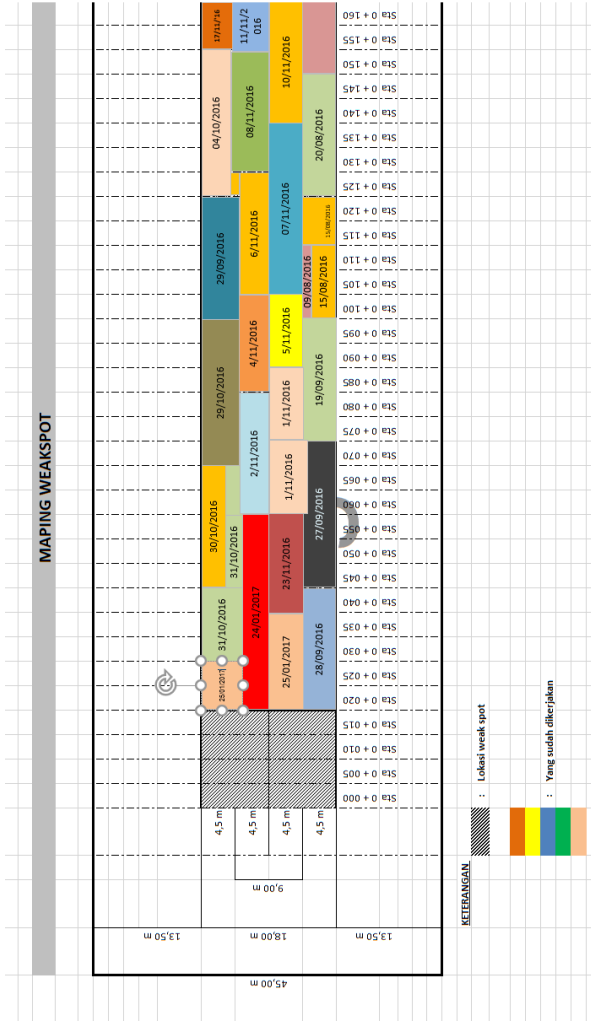 MAPING WEAKSPOT
17/11/'16
04/10/2016
29/09/2016
29/10/2016
30/10/2016
31/10/2016
31/10/2016
25/01/2017
11/11/2
016
08/11/2016
6/11/2016
4/11/2016
2/11/2016
24/01/2017
10/11/2016
07/11/2016
5/11/2016
1/11/2016
1/11/2016
23/11/2016
25/01/2017
20/08/2016
15/08/2016
09/08/2016
15/08/2016
19/09/2016
27/09/2016
28/09/2016
Sta 0 + 160
Sta 0 + 155
Sta 0 + 150
Sta 0 + 145
Sta 0 + 140
Sta 0 + 135
Sta 0 + 130
Sta 0 + 125
Sta 0 + 120
Sta 0 + 115
Sta 0 + 110
Sta 0 + 105
Sta 0 + 100
Sta 0 + 095
Sta 0 + 090
Sta 0 + 085
Sta 0 + 080
Sta 0 + 075
Sta 0 + 070
Sta 0 + 065
Sta 0 + 060
Sta 0 + 055
Sta 0 + 050
Sta 0 + 045
Sta 0 + 040
Sta 0 + 035
Sta 0 + 030
Sta 0 + 025
Sta 0 + 020
Sta 0 + 015
Sta 0 + 010
Sta 0 + 005
Sta 0 + 000
4,5 m
4,5 m
4,5 m
4,5 m
9,00 m
13,50 m
18,00 m
13,50 m
45,00 m
KETERANGAN
: Lokasi weak spot
: Yang sudah dikerjakan